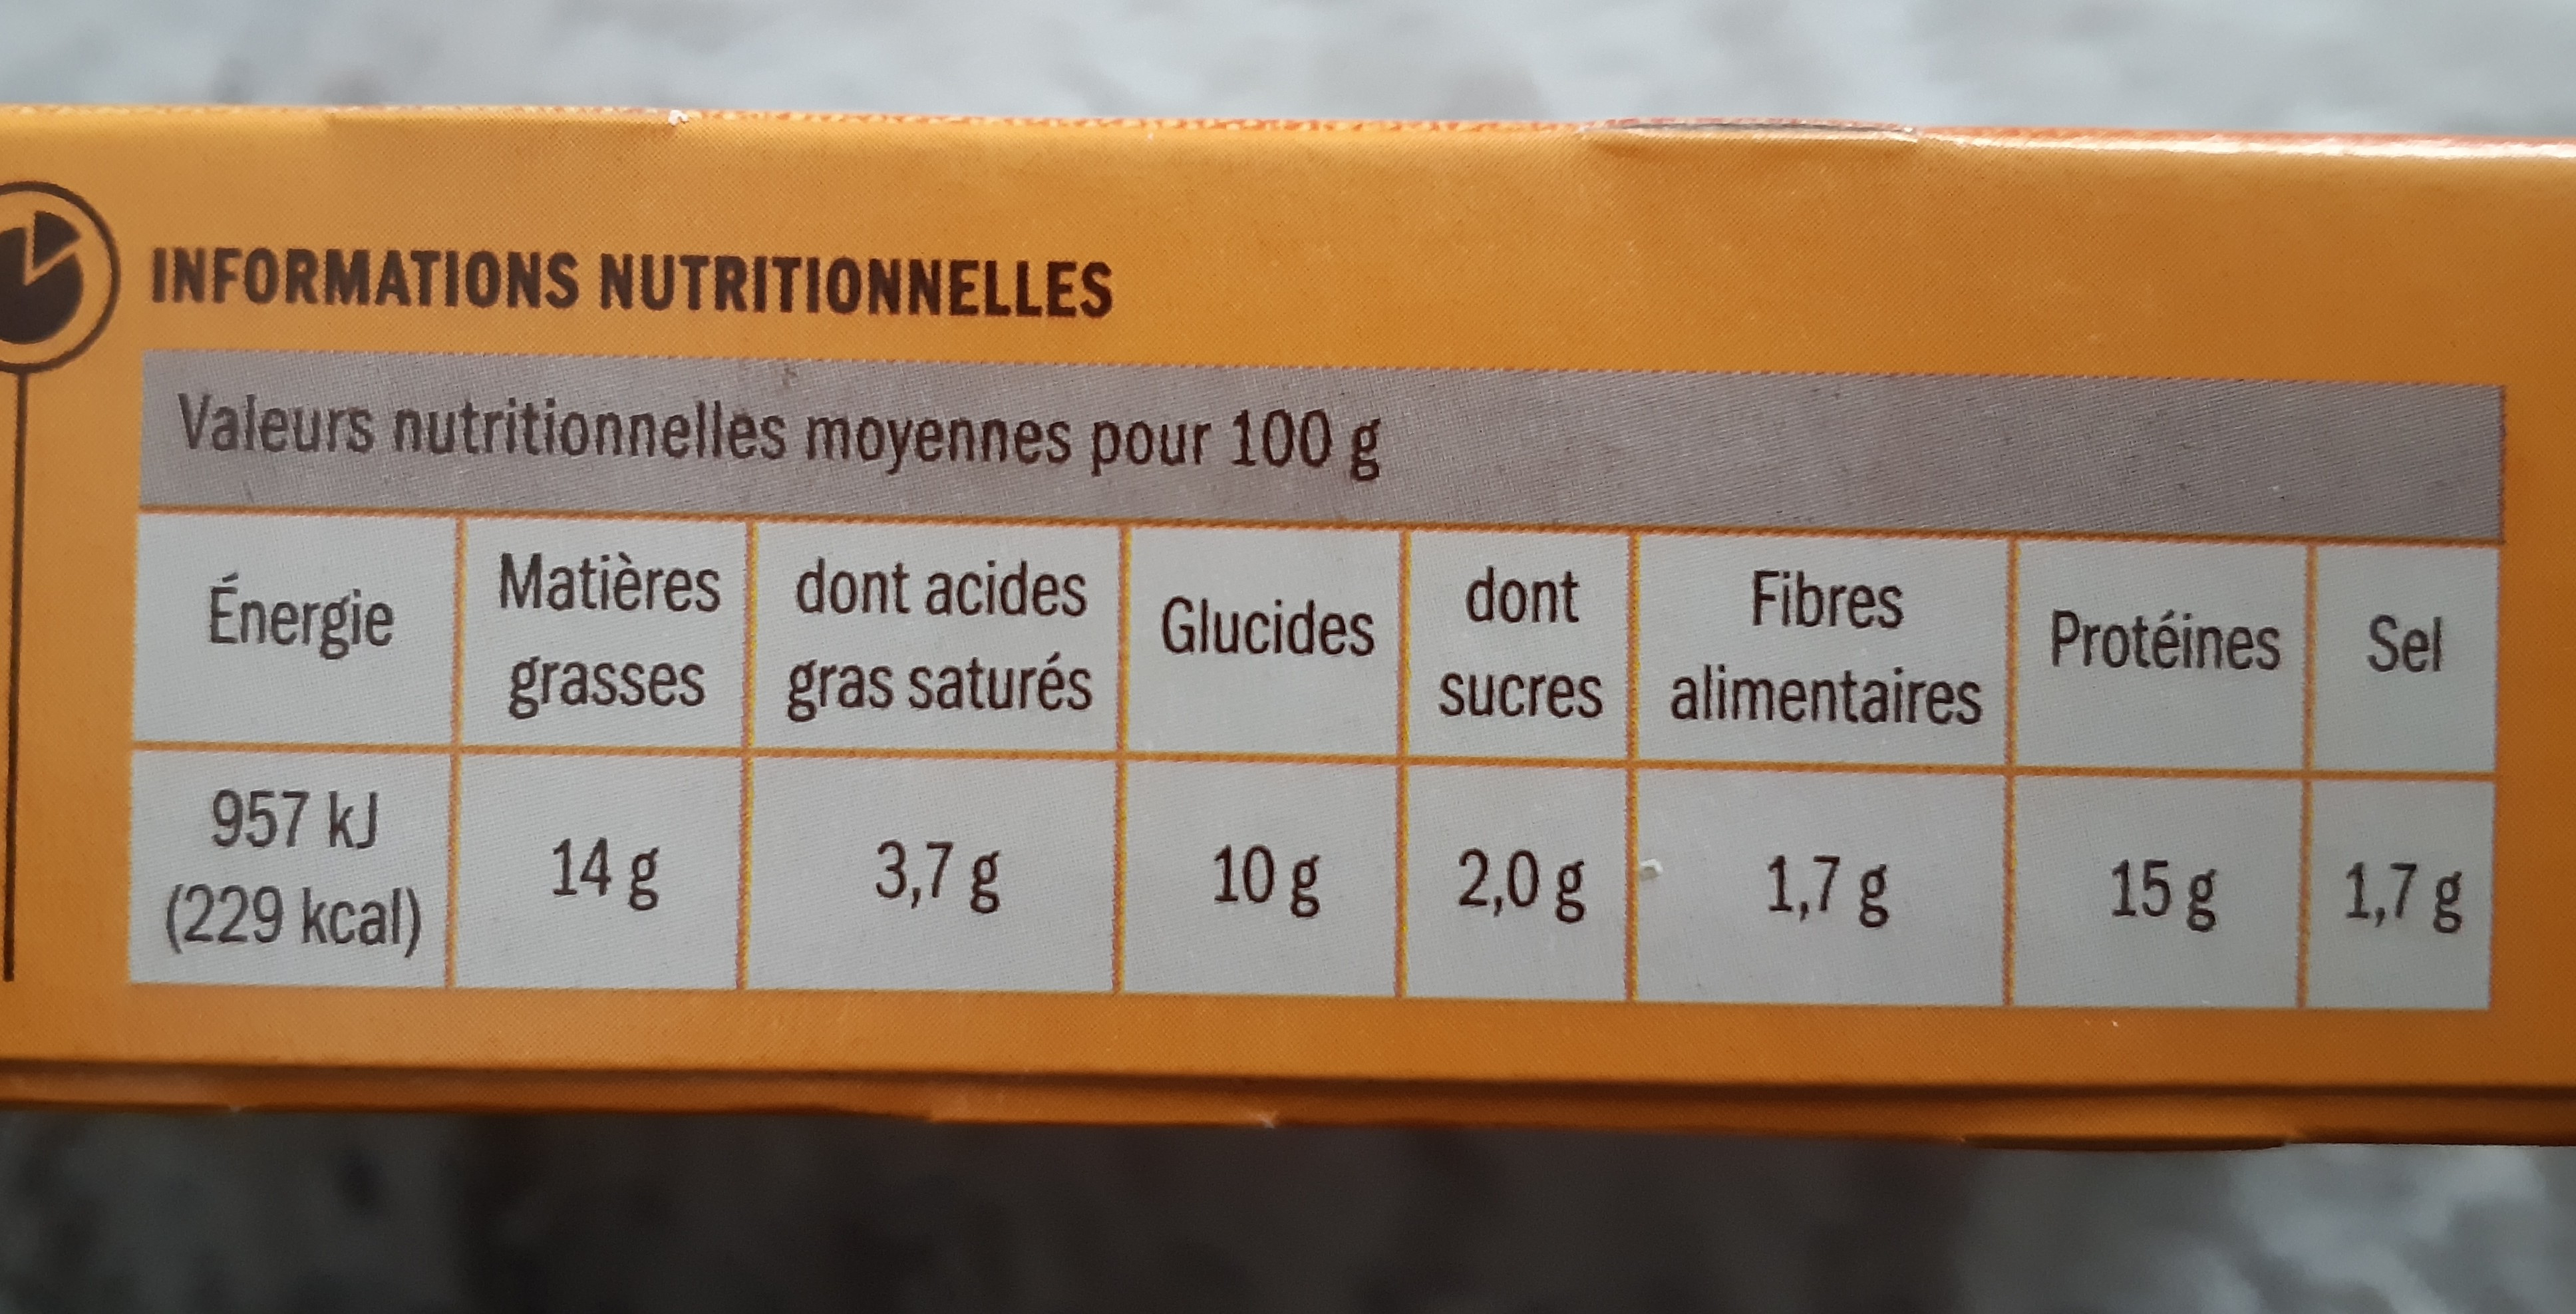 INFORMATIONS NUTRITIONNELLES
Valeurs nutritionnelles moyennes pour 100 g
Énergie
Matières
grasses
dont acides
gras saturés
Glucides
dont
sucres
Fibres
alimentaires
Protéines
Sel
957 kJ
(229 kcal)
14 g
3,7 g
10 g
2,0 g
1,7 g
15 g
1,7 g